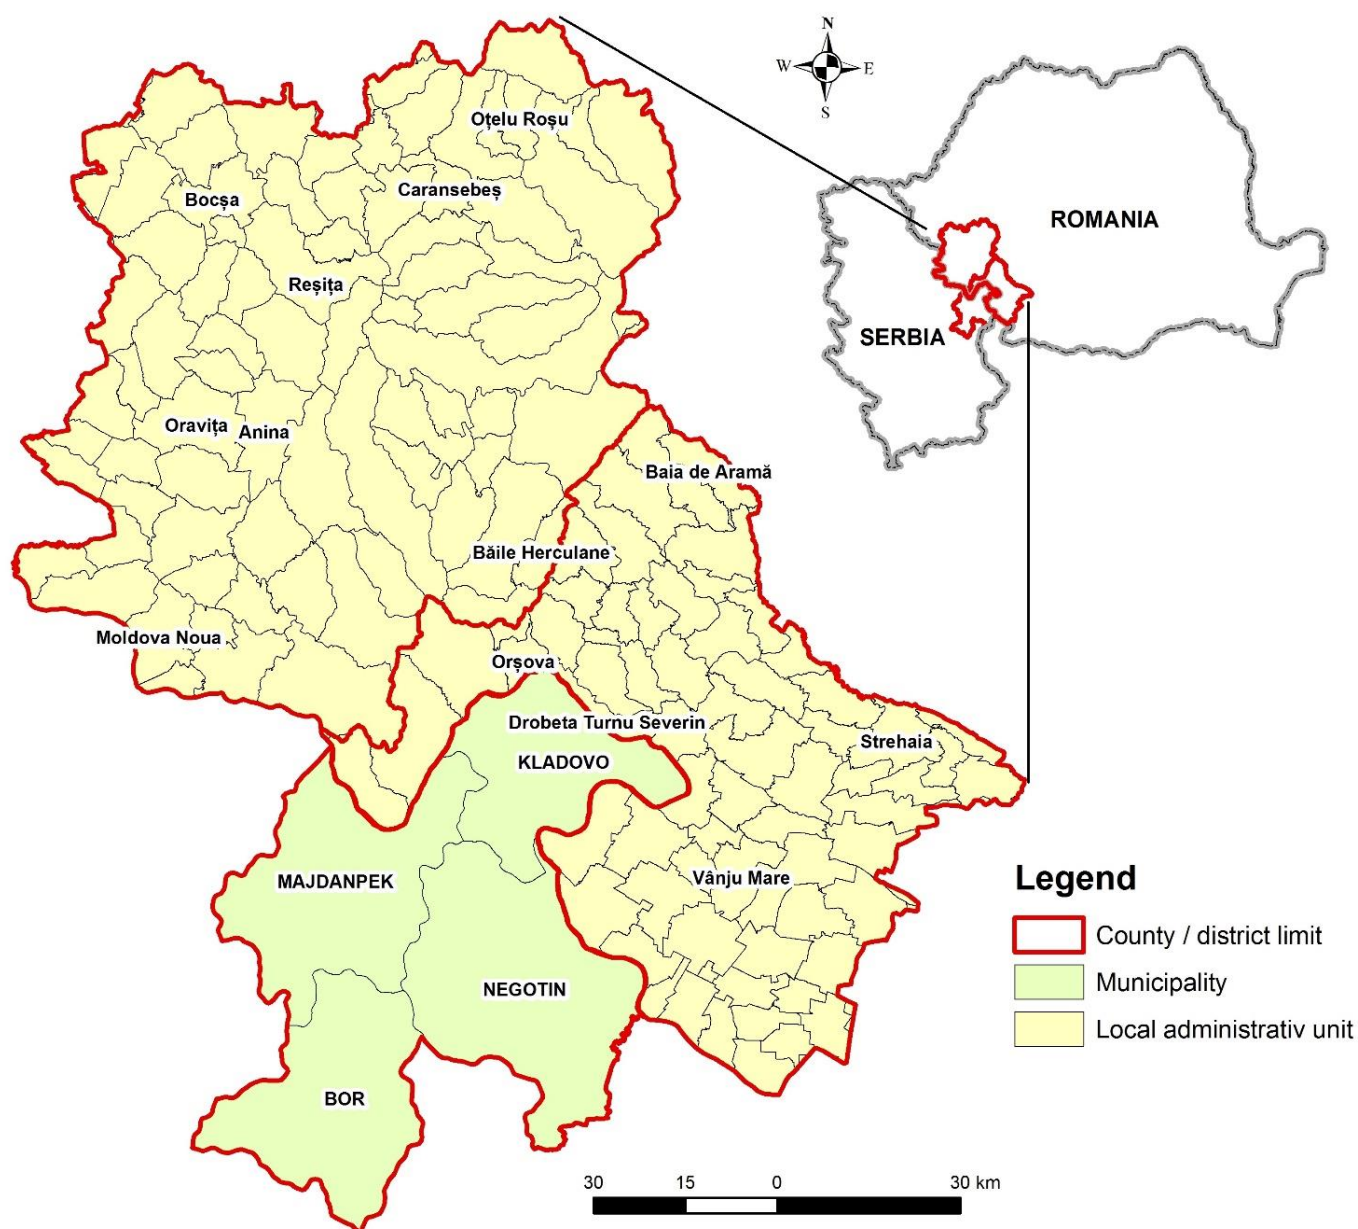 N
W
E
S
Oțelu Roșu
Caransebeș
Bocșa
ROMANIA
Reșița
SERBIA
Oravița
Anina
Baia de Aramă
Băile Herculane
Moldova Noua
Orșova
Drobeta Turnu Severin
Strehaia
KLADOVO
MAJDANPEK
Vânju Mare
Legend
County / district limit
Municipality
Local administrativ unit
NEGOTIN
BOR
30 15 0 30 km